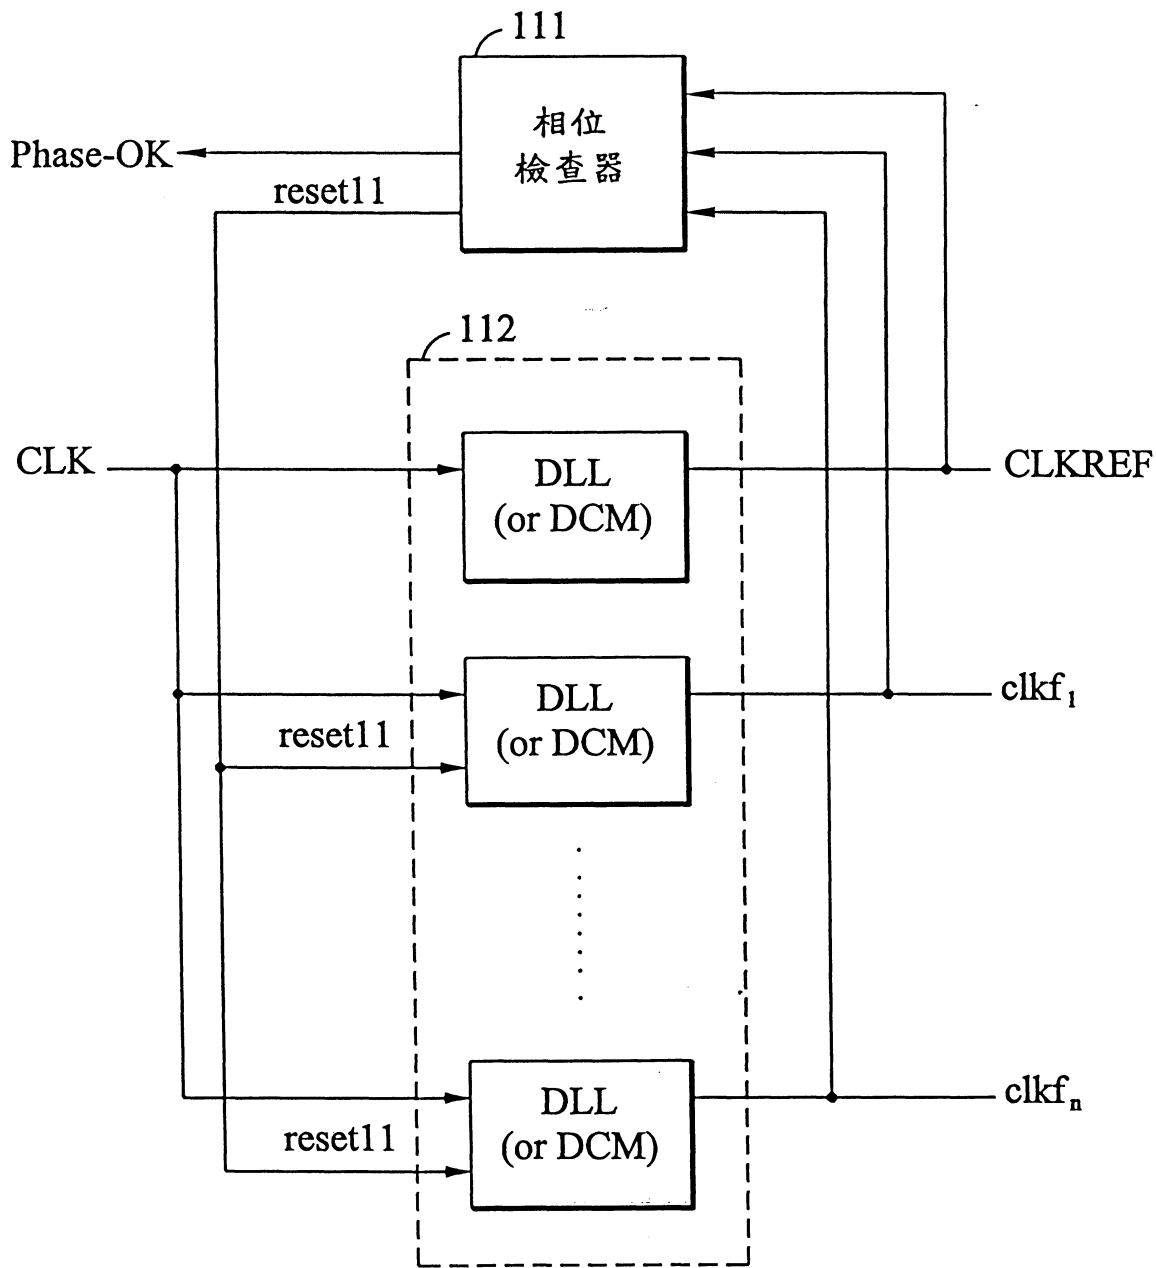 111
相位
檢查器
Phase-OK
reset11
112
CLK
DLL
(or DCM)
CLKREF
DLL
(or DCM)
clkf1
reset11
DLL
(or DCM)
clkfn
reset11